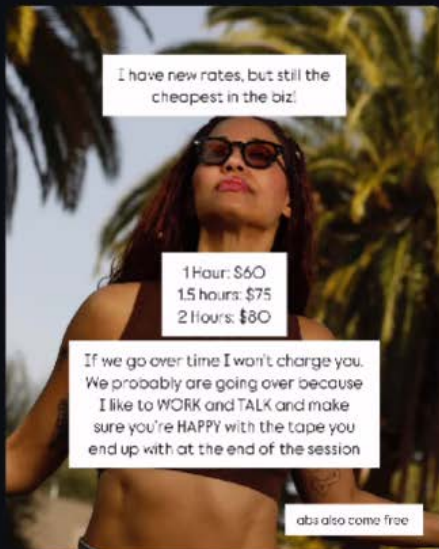 I have new rates, but still the
cheapest in the biz!
1 Hour: $60
1.5 hours: $75
2 Hours: $80
If we go over time I won't charge you.
We probably are going over because
I like to WORK and TALK and make
sure you're HAPPY with the tape you
end up with at the end of the session
abs also come free